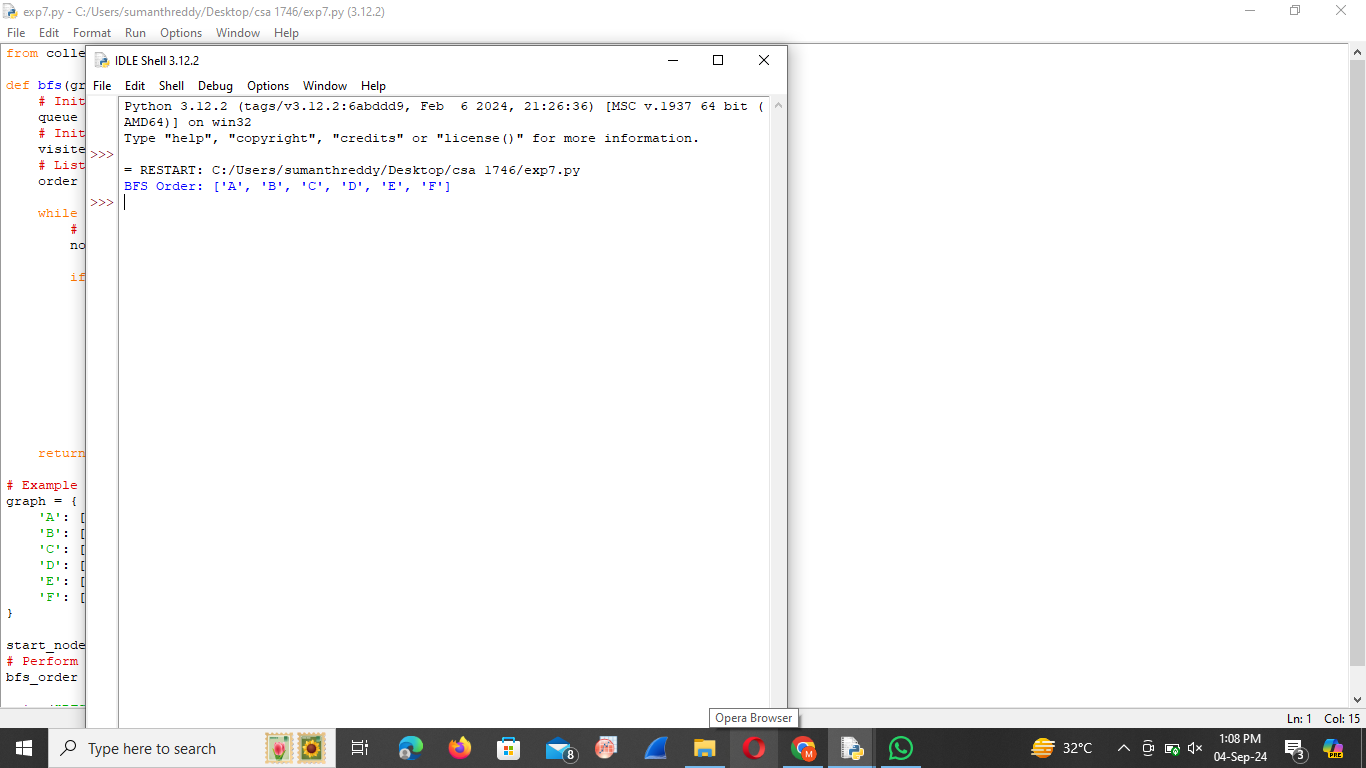 exp7.py - C:/Users/sumanthreddy/Desktop/csa 1746/exp7.py (3.12.2)
File Edit Format Run Options Window Help
from colle
def bfs(gr
# Init
queue
# Init
visite
# List
order
while
#
no
if
return
# Example
graph = {
'A': [
'B': [
'C': [
'D': [
'E': [
'F': [
}
start_node
# Perform
bfs_order
IDLE Shell 3.12.2
File Edit Shell Debug Options Window Help
Python 3.12.2 (tags/v3.12.2:6abddd9, Feb  6 2024, 21:26:36) [MSC v.1937 64 bit (
AMD64)] on win32
Type "help", "copyright", "credits" or "license()" for more information.
>>>
= RESTART: C:/Users/sumanthreddy/Desktop/csa 1746/exp7.py
BFS Order: ['A', 'B', 'C', 'D', 'E', 'F']
>>>
Opera Browser
Ln: 1 Col: 15
Type here to search
8
M
32°C
1:08 PM
04-Sep-24
3
PRE